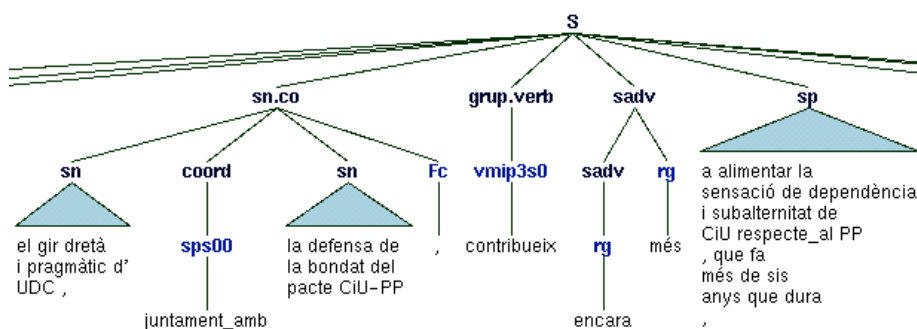 S
sn.co grup.verb sadv sp
sn coord sn Fc vmip3s0 sadv rg
el gir dretà
i pragmàtic d'
UDC ,
sps00
la defensa de
la bondat del
pacte CiU-PP
,
contribueix
rg
més
a alimentar la
sensació de dependència
i subalternitat de
CiU respecte_al PP
, que fa
més de sis
anys que dura
,
juntament_amb
encara